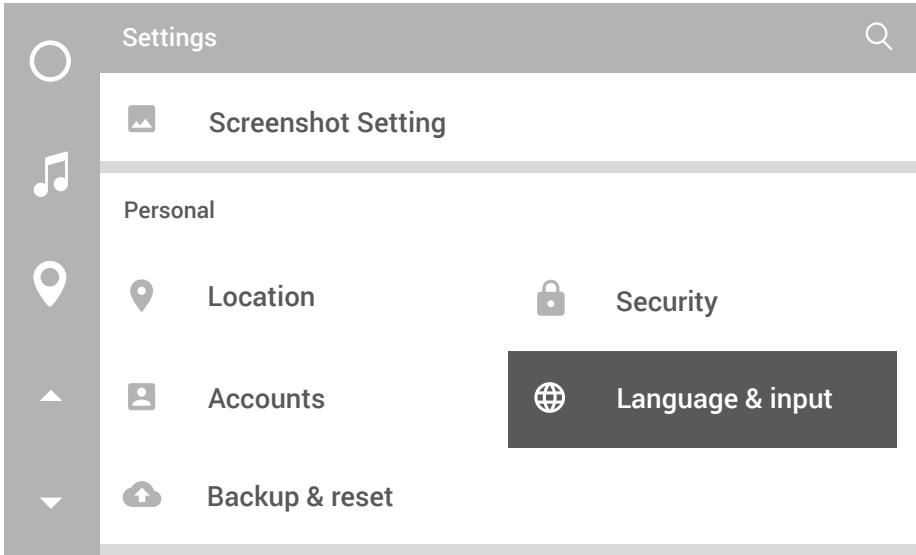 Settings
Screenshot Setting
Personal
Location
Security
Accounts
Language & input
Backup & reset